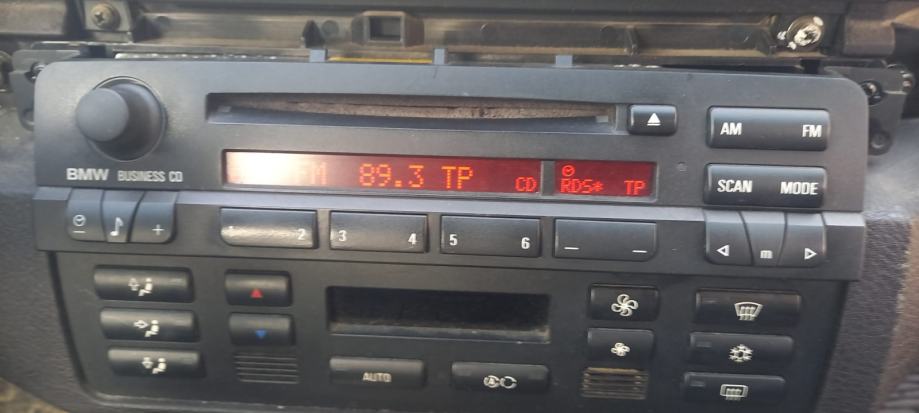 AM FM
BMW BUSINESS CD
89.3 TP CD RDS* TP
SCAN MODE
- + 1 2 3 4 5 6 — — m
AUTO
A